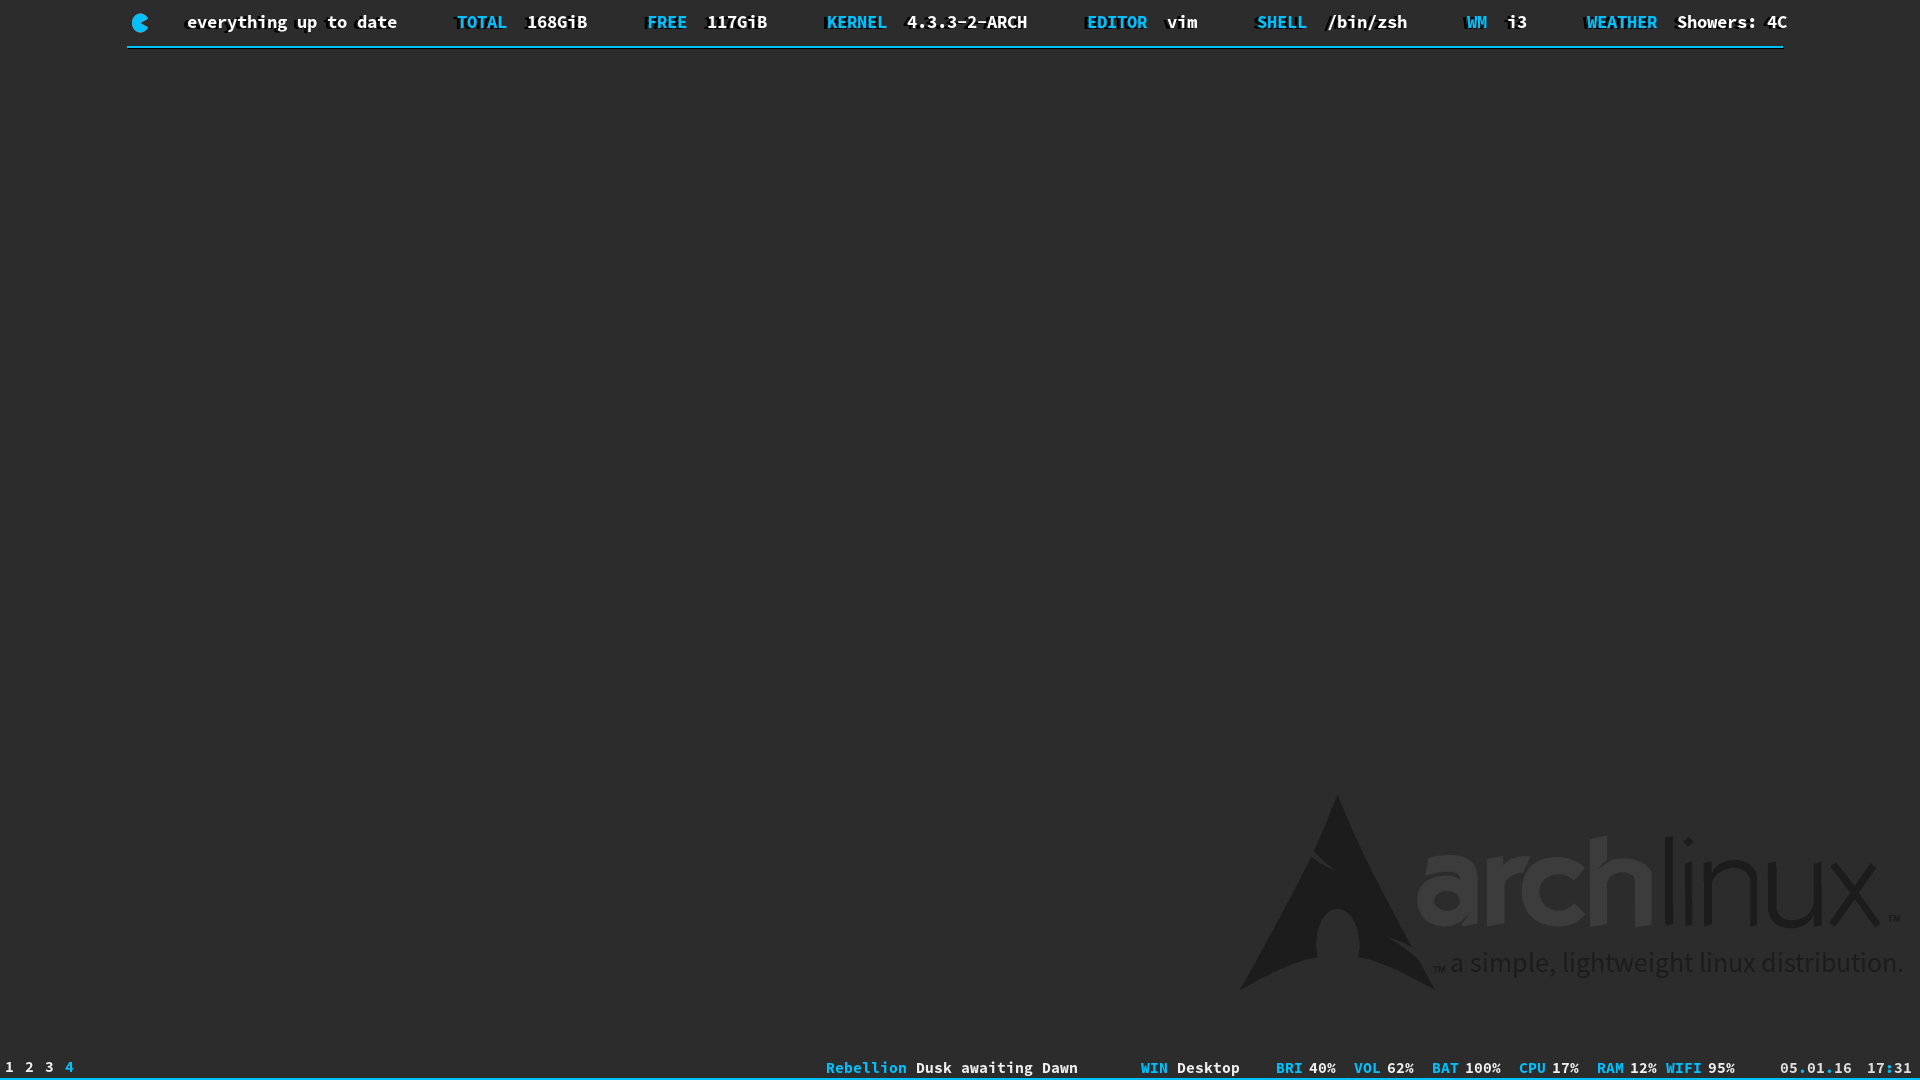 everything up to date TOTAL 168GiB FREE 117GiB KERNEL 4.3.3-2-ARCH EDITOR vim SHELL /bin/zsh WM i3 WEATHER Showers: 4C
archlinux™
™ a simple, lightweight linux distribution.
1 2 3 4 Rebellion Dusk awaiting Dawn WIN Desktop BRI 40% VOL 62% BAT 100% CPU 17% RAM 12% WIFI 95% 05.01.16 17:31